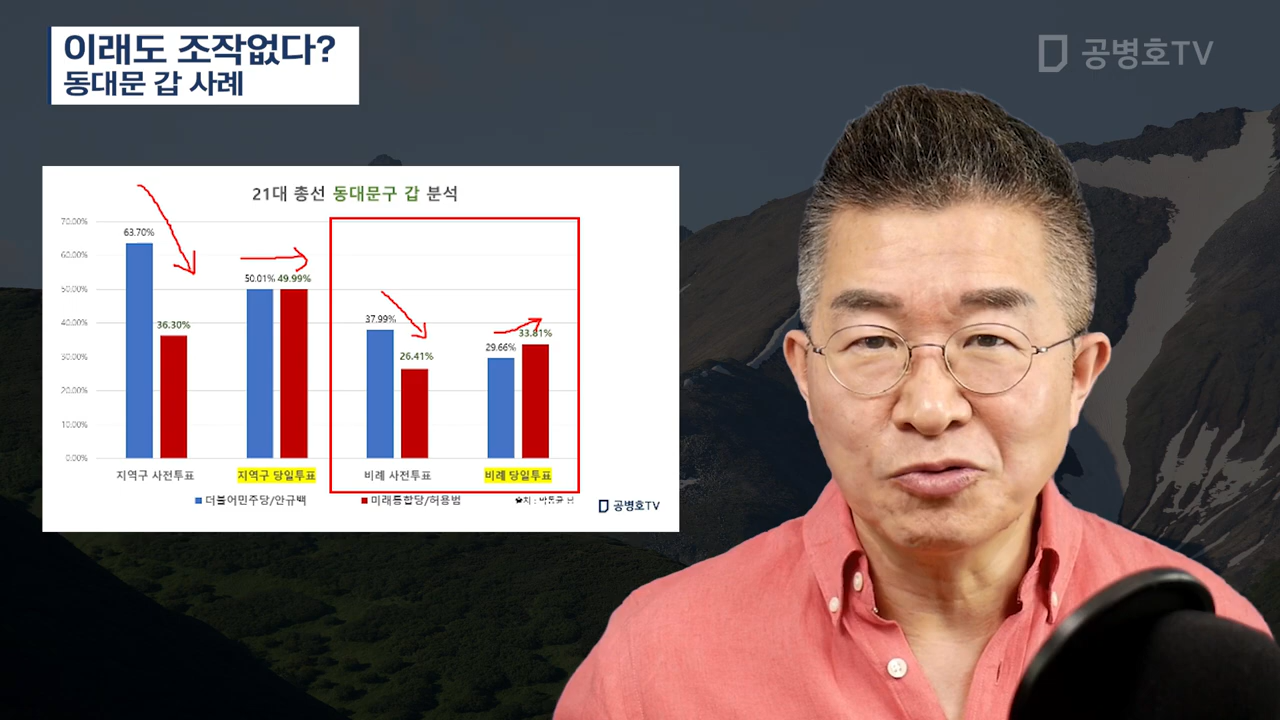 이래도 조작없다?
동대문 갑 사례
공병호TV
21대 총선 동대문구 갑 분석
70.00%
60.00%
50.00%
40.00%
30.00%
20.00%
10.00%
0.00%
63.70%
36.30%
50.01% 49.99%
37.99%
26.41%
29.66%
33.81%
지역구 사전투표
지역구 당일투표
비례 사전투표
비례 당일투표
더불어민주당/안규백
미래통합당/허용범
공병호TV